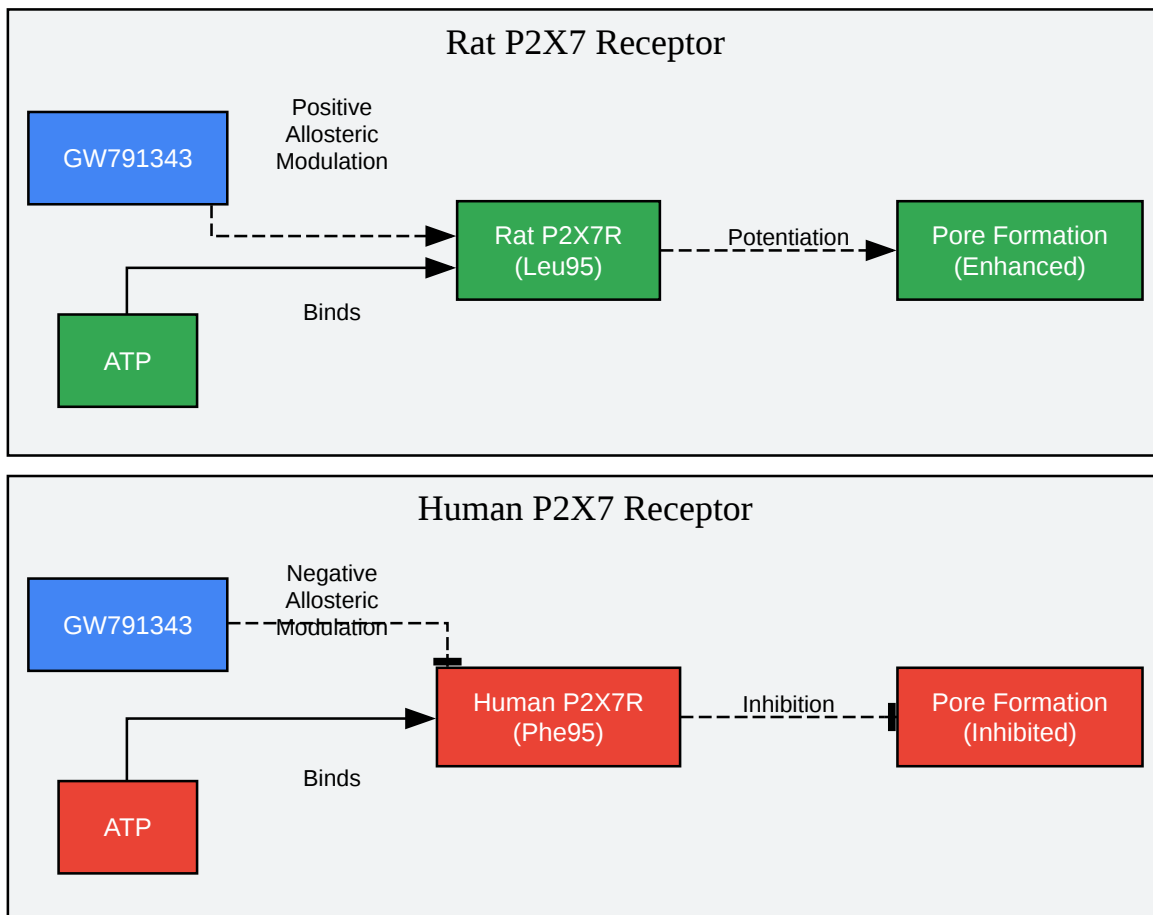 Rat P2X7 Receptor
Positive
Allosteric
Modulation
GW791343
Rat P2X7R
(Leu95)
Potentiation
Pore Formation
(Enhanced)
Binds
ATP
Human P2X7 Receptor
Negative
Allosteric
Modulation
GW791343
Human P2X7R
(Phe95)
Inhibition
Pore Formation
(Inhibited)
Binds
ATP